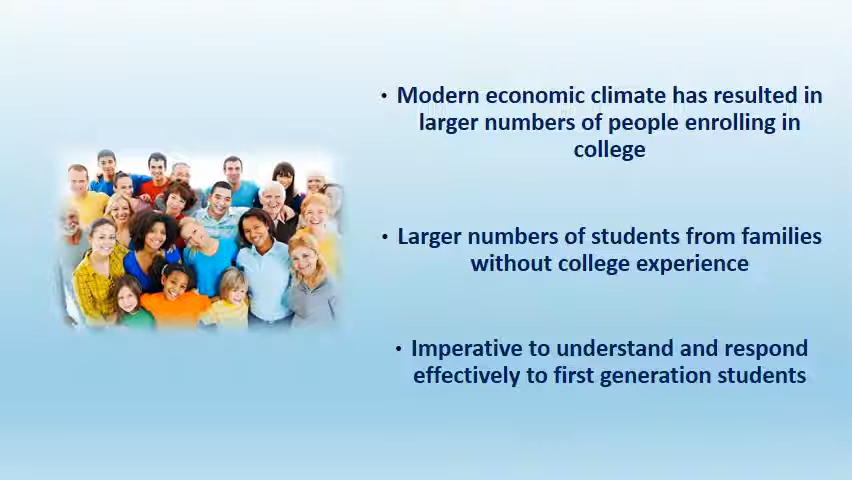 • Modern economic climate has resulted in
larger numbers of people enrolling in
college
• Larger numbers of students from families
without college experience
• Imperative to understand and respond
effectively to first generation students